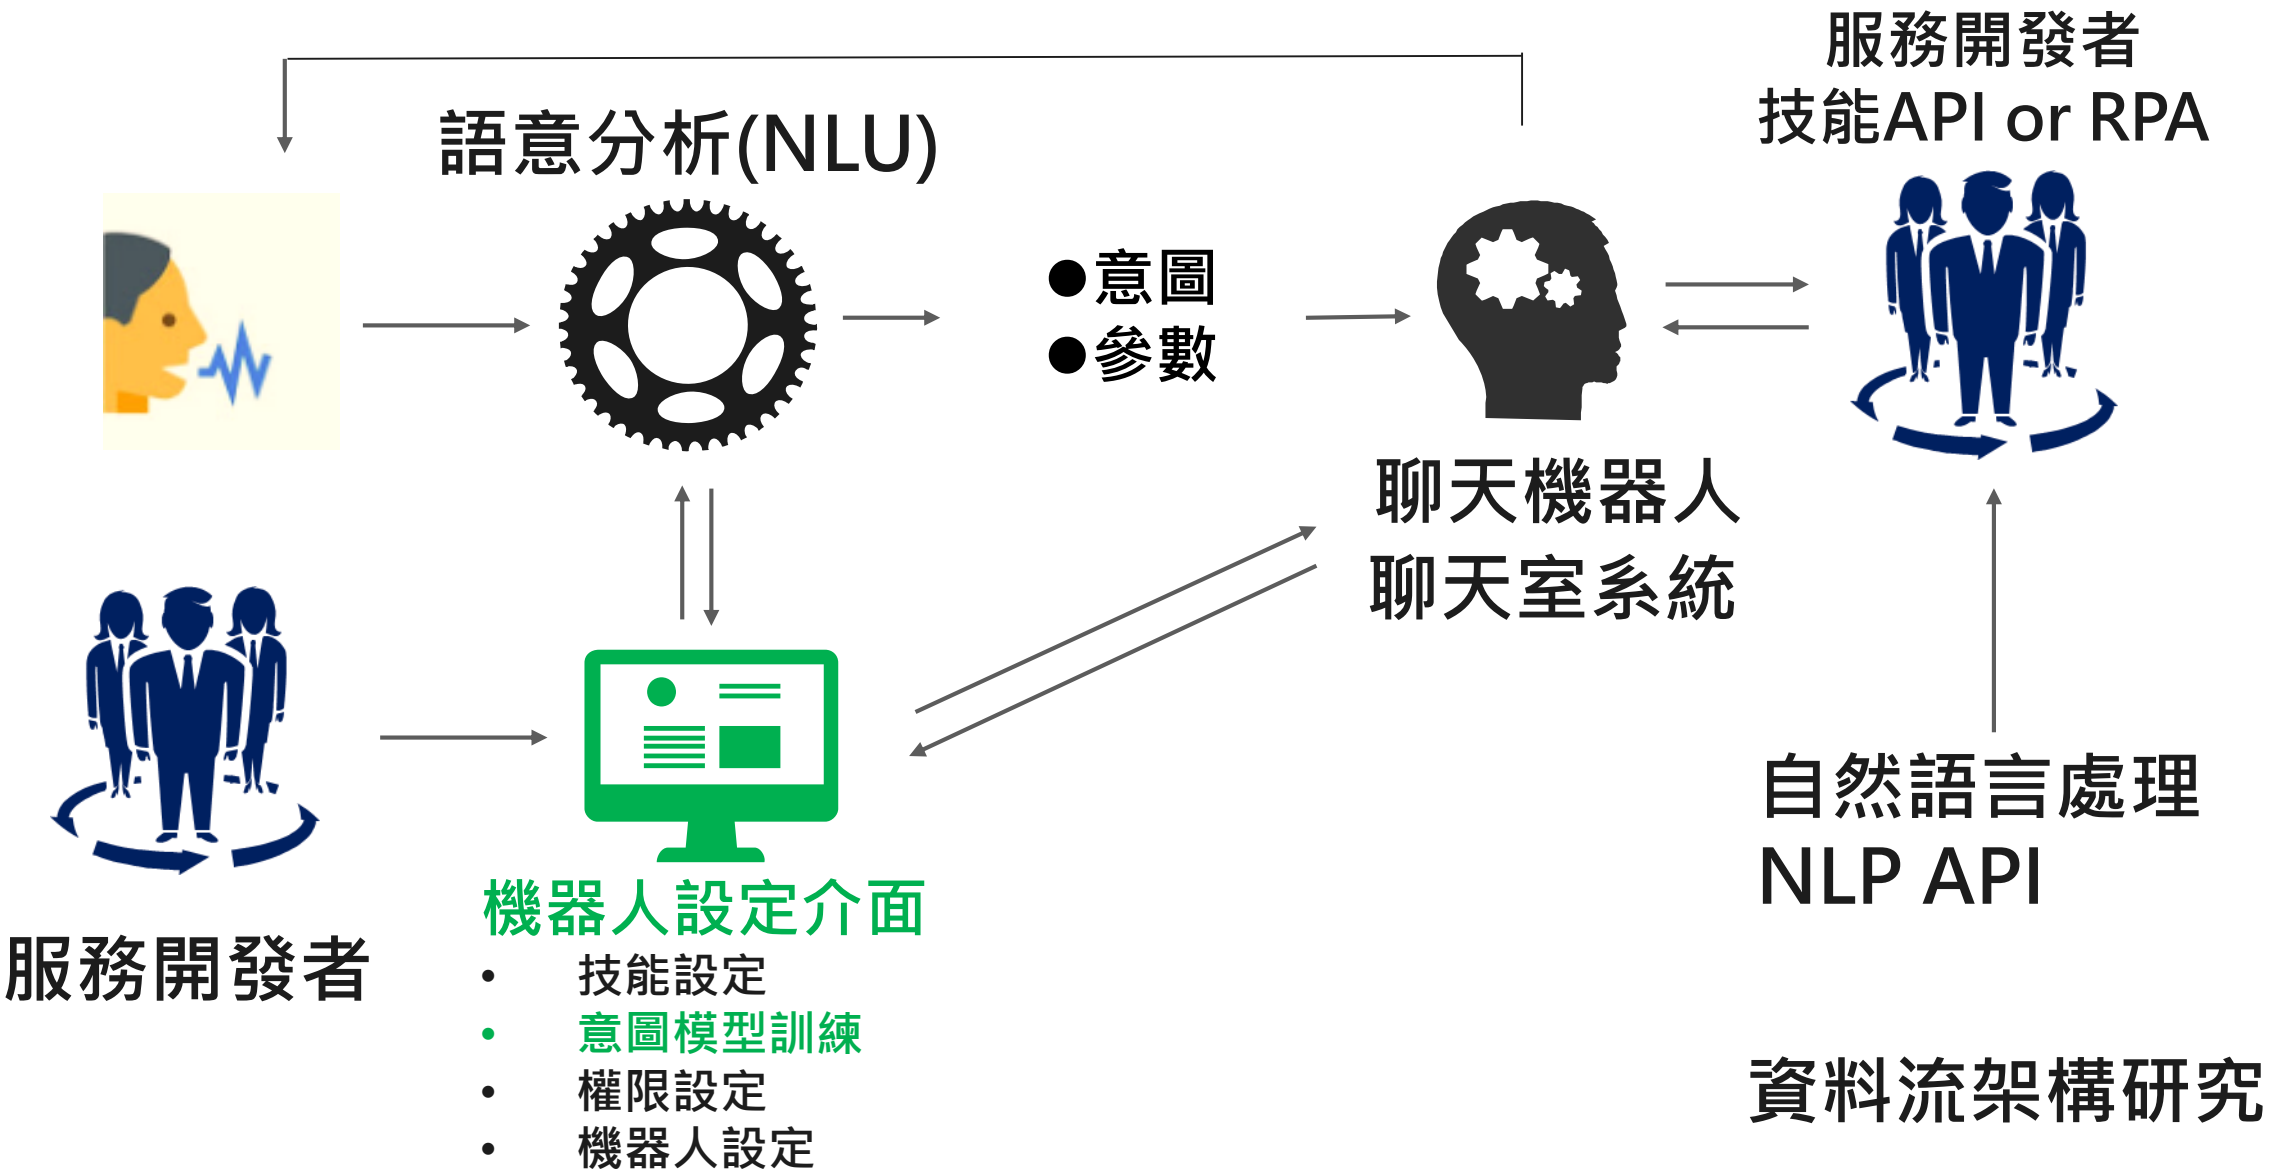 服務開發者
技能API or RPA
語意分析(NLU)
●意圖
●參數
聊天機器人
聊天室系統
自然語言處理
NLP API
服務開發者
機器人設定介面
• 技能設定
• 意圖模型訓練
• 權限設定
• 機器人設定
資料流架構研究